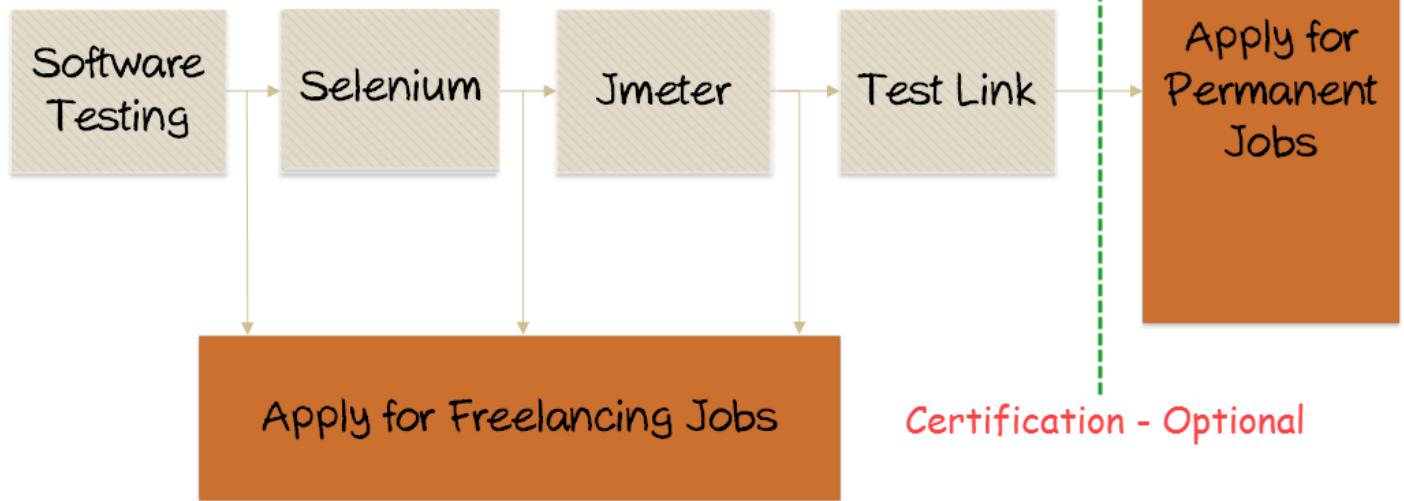 Software
Testing
Selenium
Jmeter
Test Link
Apply for
Permanent
Jobs
Apply for Freelancing Jobs
Certification - Optional